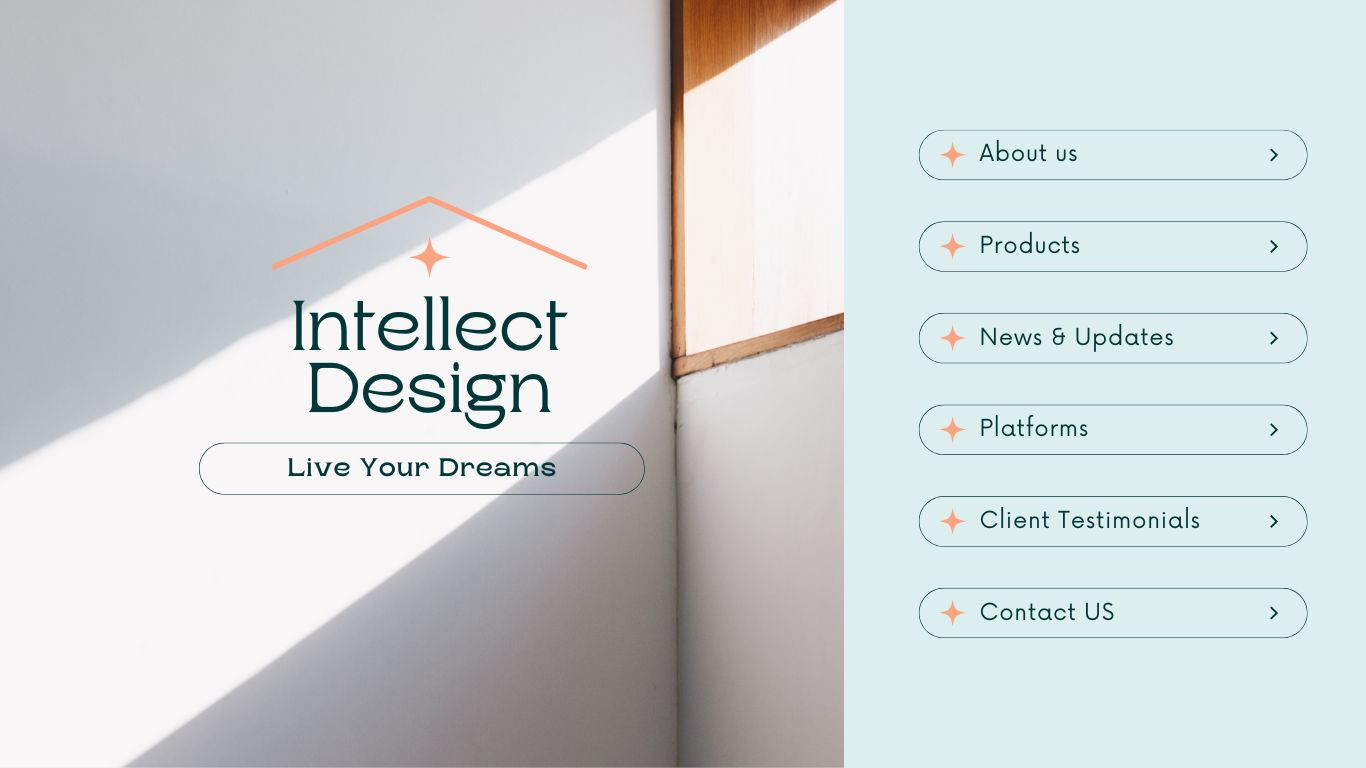 Intellect
Design
Live Your Dreams
About us
Products
News & Updates
Platforms
Client Testimonials
Contact US